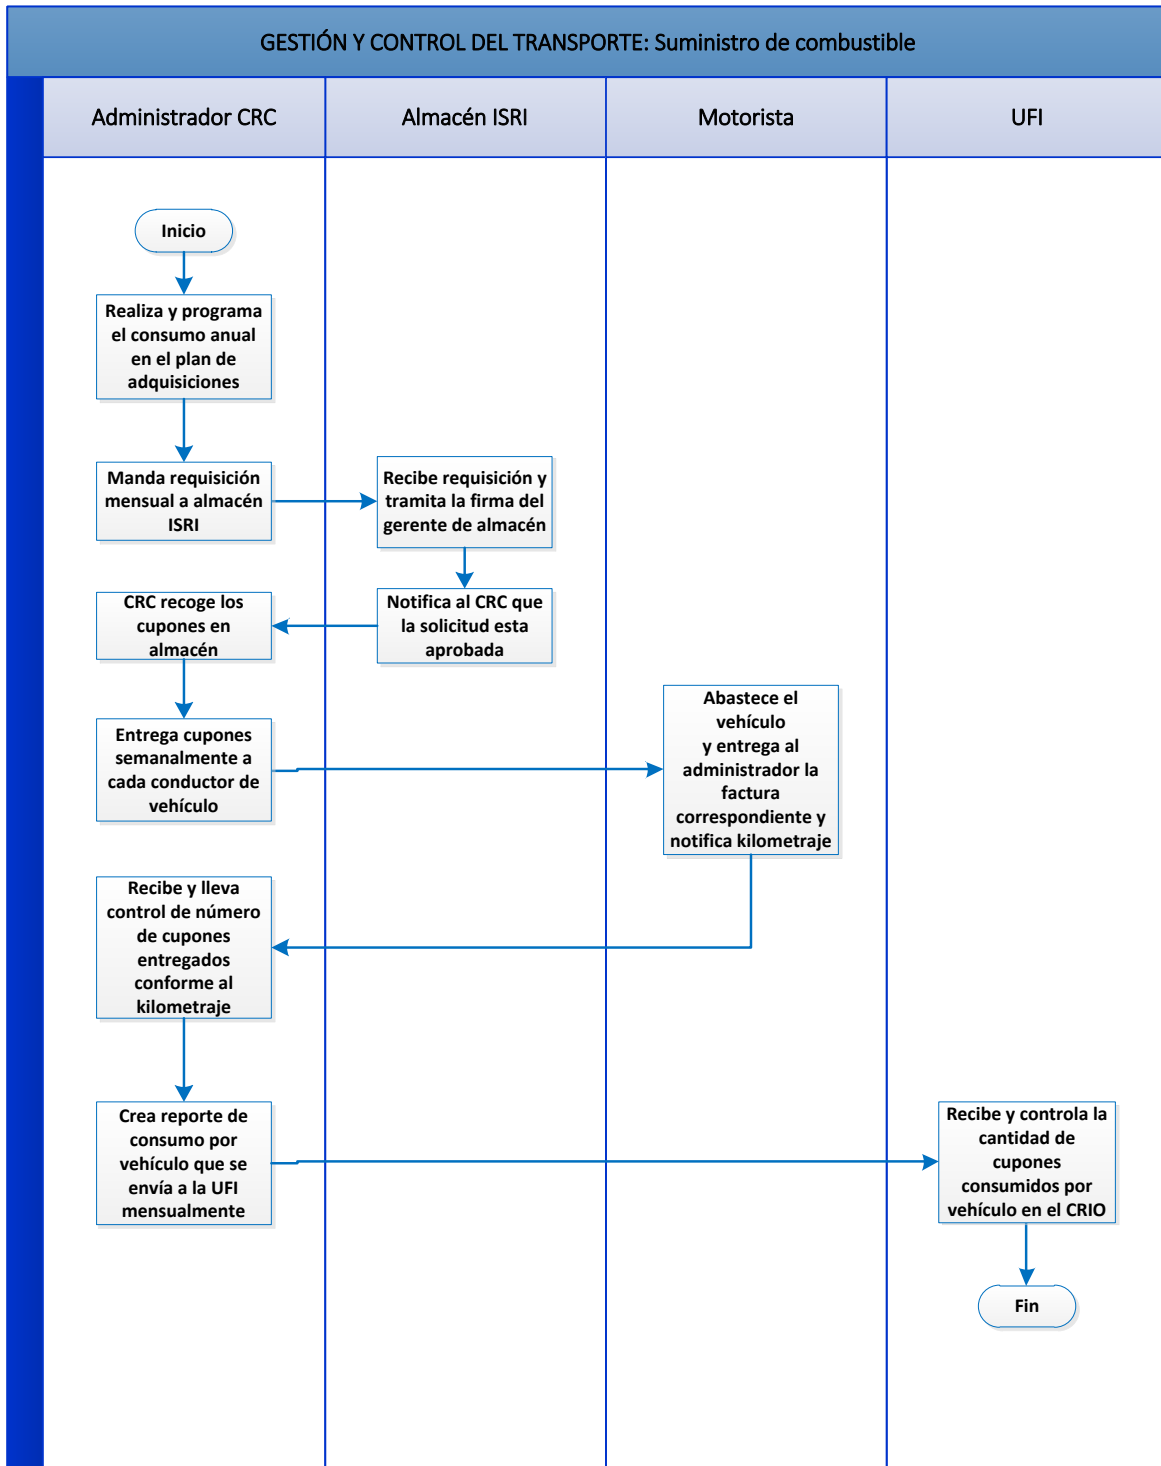 GESTIÓN Y CONTROL DEL TRANSPORTE: Suministro de combustible
Administrador CRC
Almacén ISRI
Motorista
UFI
Inicio
Realiza y programa
el consumo anual
en el plan de
adquisiciones
Manda requisición
mensual a almacén
ISRI
Recibe requisición y
tramita la firma del
gerente de almacén
Notifica al CRC que
la solicitud esta
aprobada
CRC recoge los
cupones en
almacén
Entrega cupones
semanalmente a
cada conductor de
vehículo
Abastece el
vehículo
y entrega al
administrador la
factura
correspondiente y
notifica kilometraje
Recibe y lleva
control de número
de cupones
entregados
conforme al
kilometraje
Crea reporte de
consumo por
vehículo que se
envía a la UFI
mensualmente
Recibe y controla la
cantidad de
cupones
consumidos por
vehículo en el CRIO
Fin